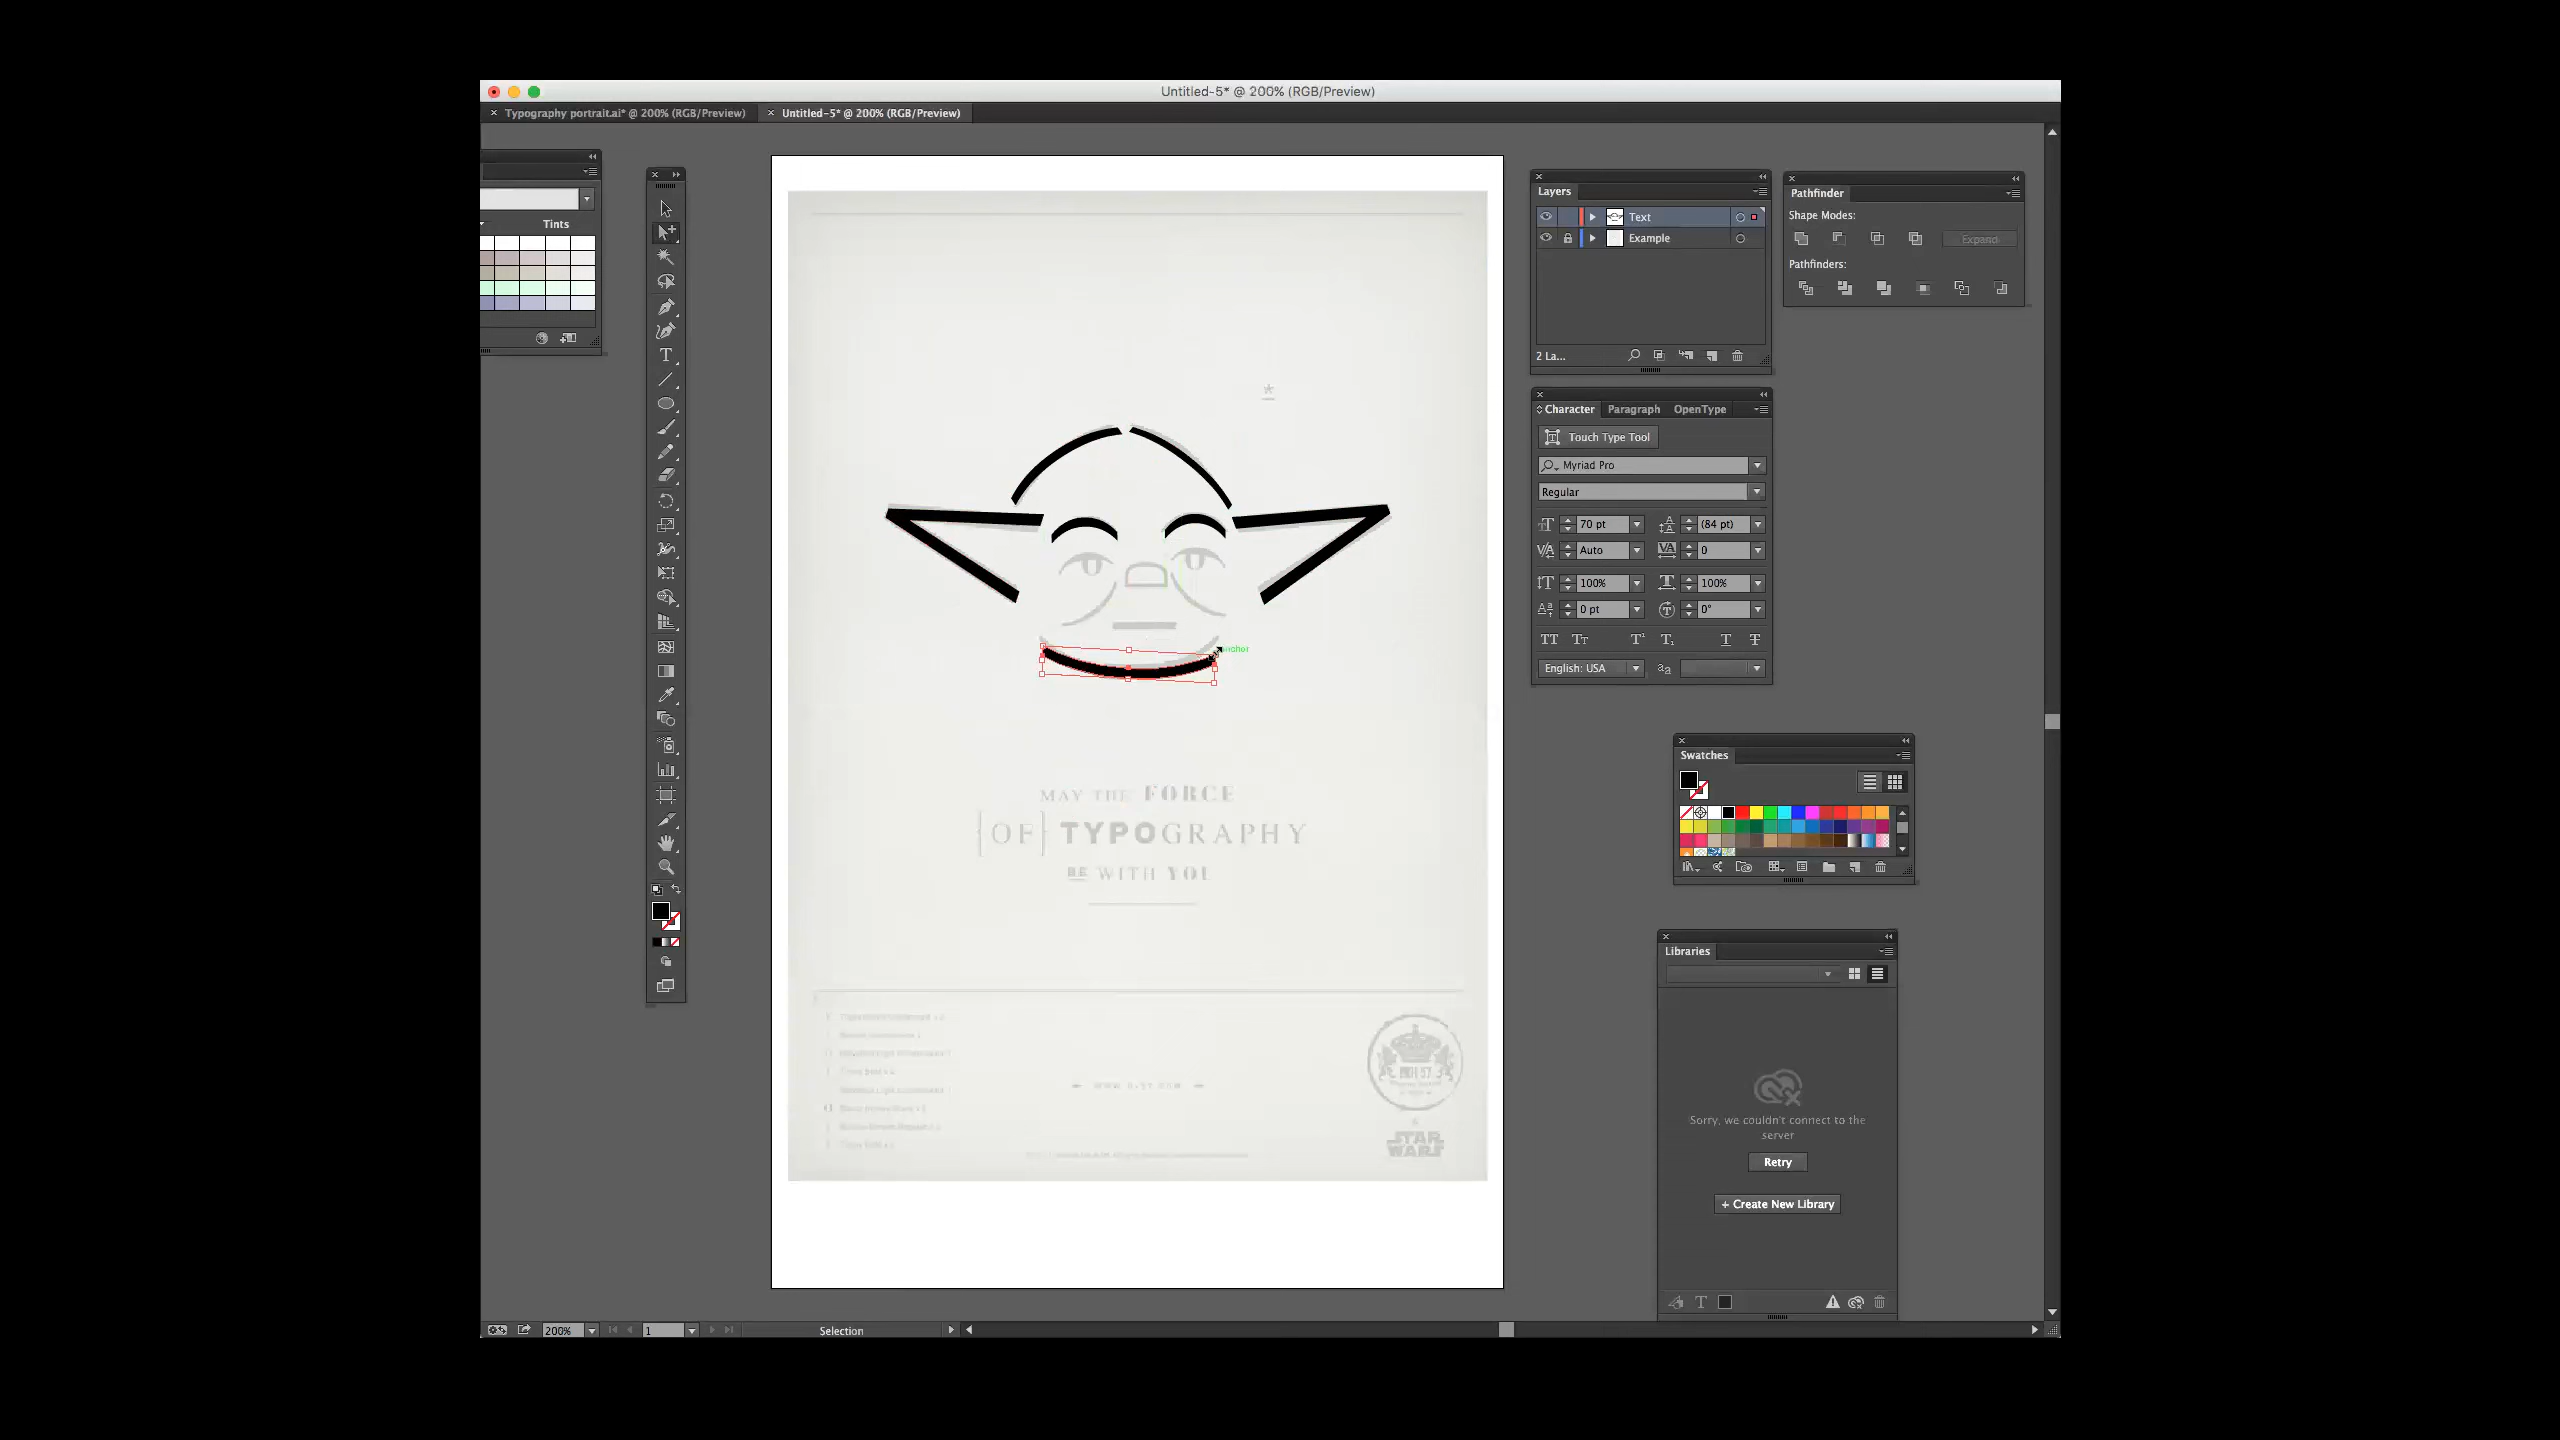 Untitled-5* @ 200% (RGB/Preview)
Typography portrait.ai* @ 200% (RGB/Preview)
Untitled-5* @ 200% (RGB/Preview)
Tints
Layers
Text
Example
2 La...
Pathfinder
Shape Modes:
Expand
Pathfinders:
Character
Paragraph
OpenType
Touch Type Tool
Myriad Pro
Regular
70 pt
(84 pt)
Auto
0
100%
100%
0 pt
0°
English: USA
MAY THE FORCE
{OF} TYPOGRAPHY
BE WITH YOU
STAR
WARS
Swatches
Libraries
Sorry, we couldn't connect to the
server
Retry
+ Create New Library
200%
1
Selection